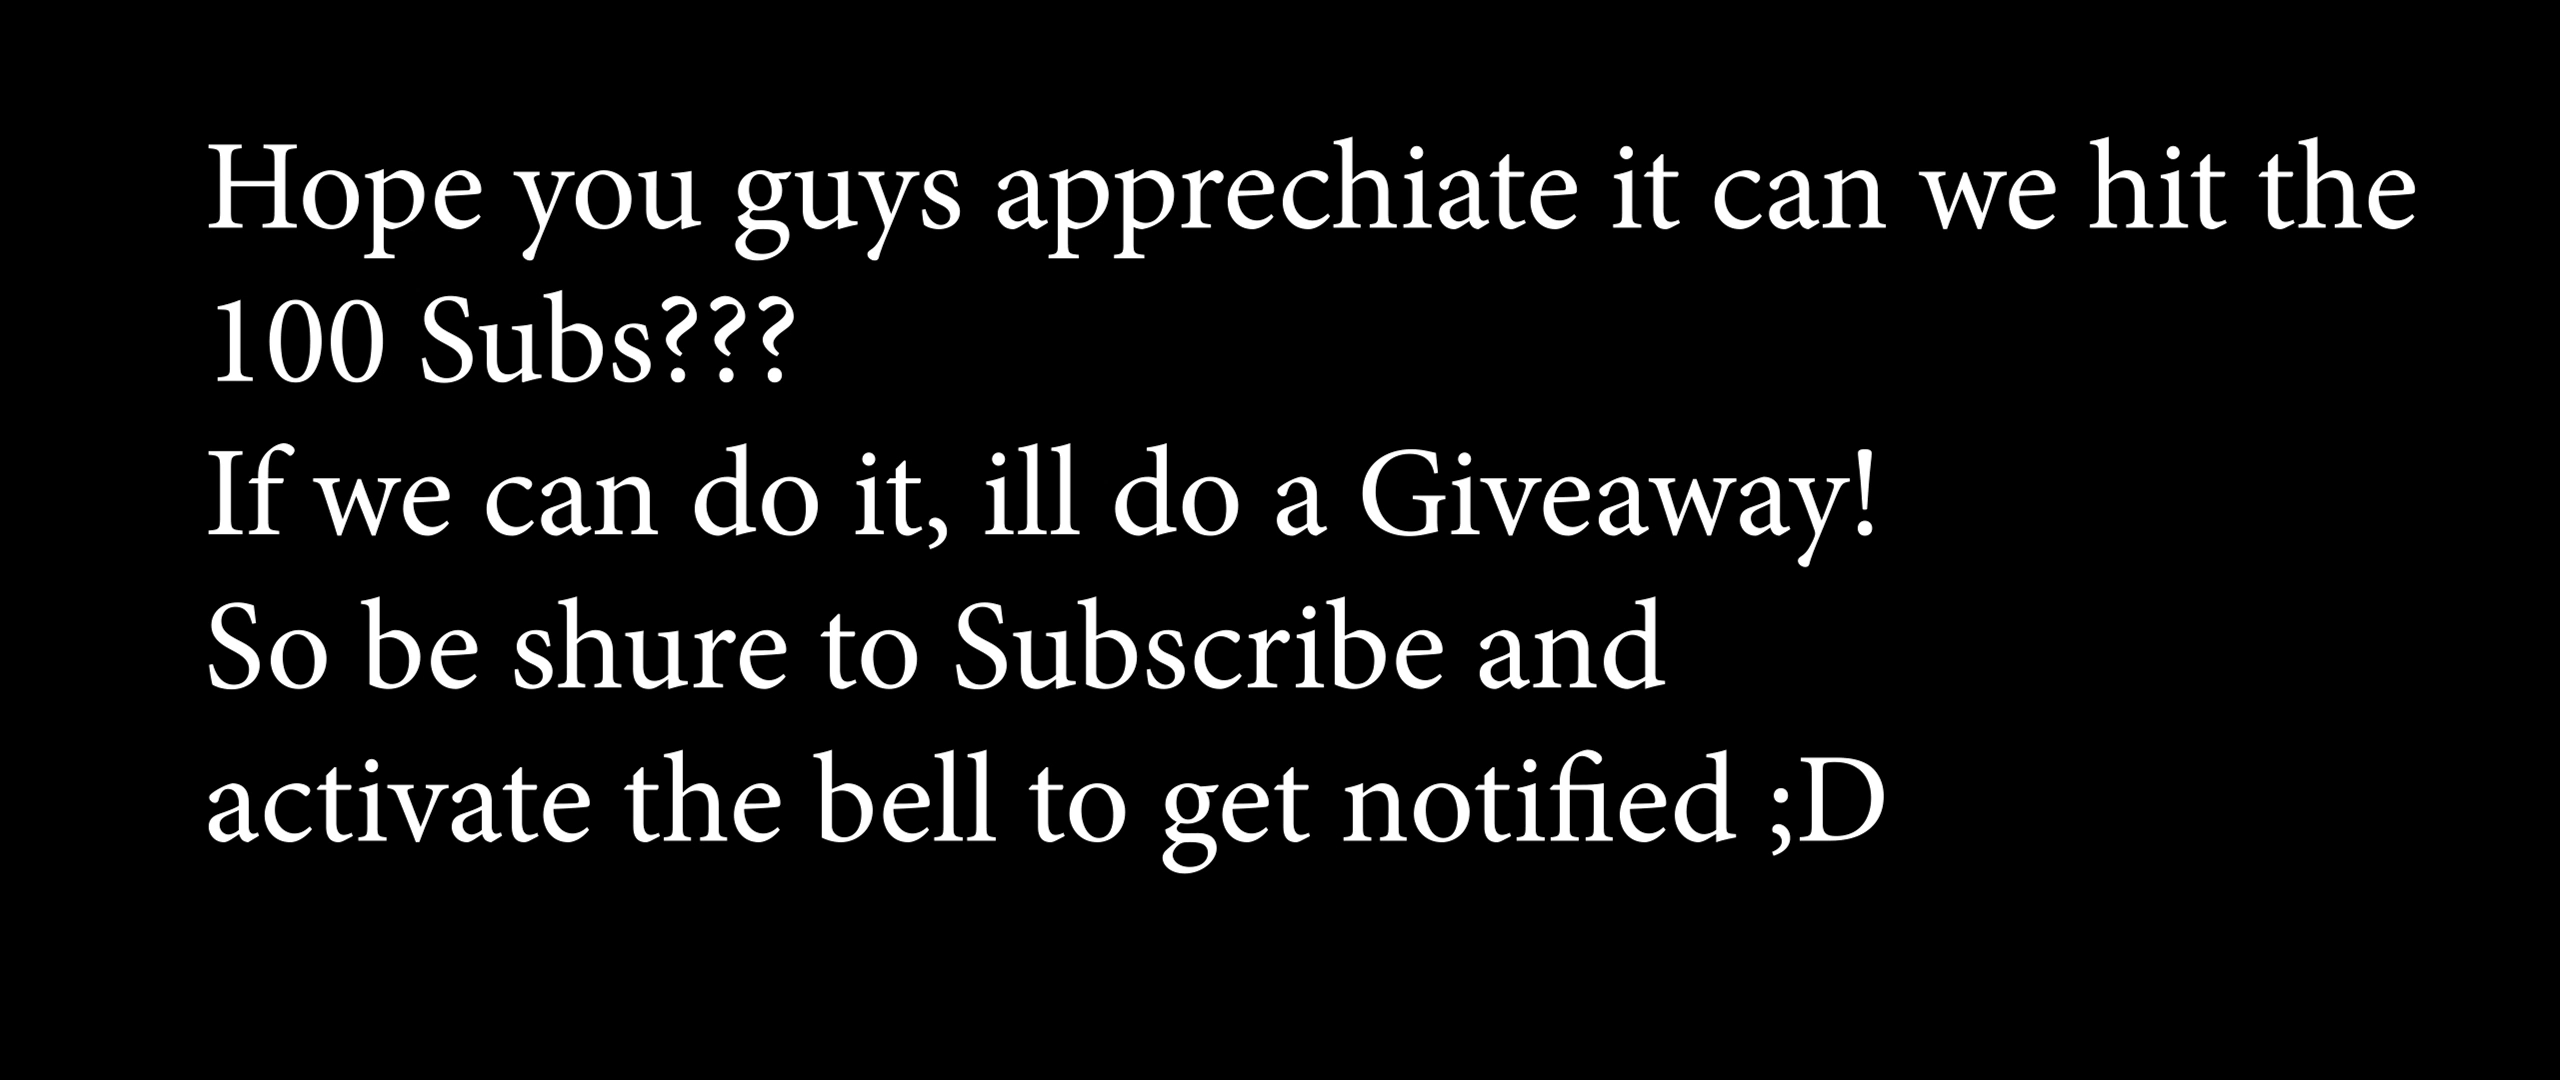 Hope you guys apprechiate it can we hit the
100 Subs???
If we can do it, ill do a Giveaway!
So be shure to Subscribe and
activate the bell to get notified ;D